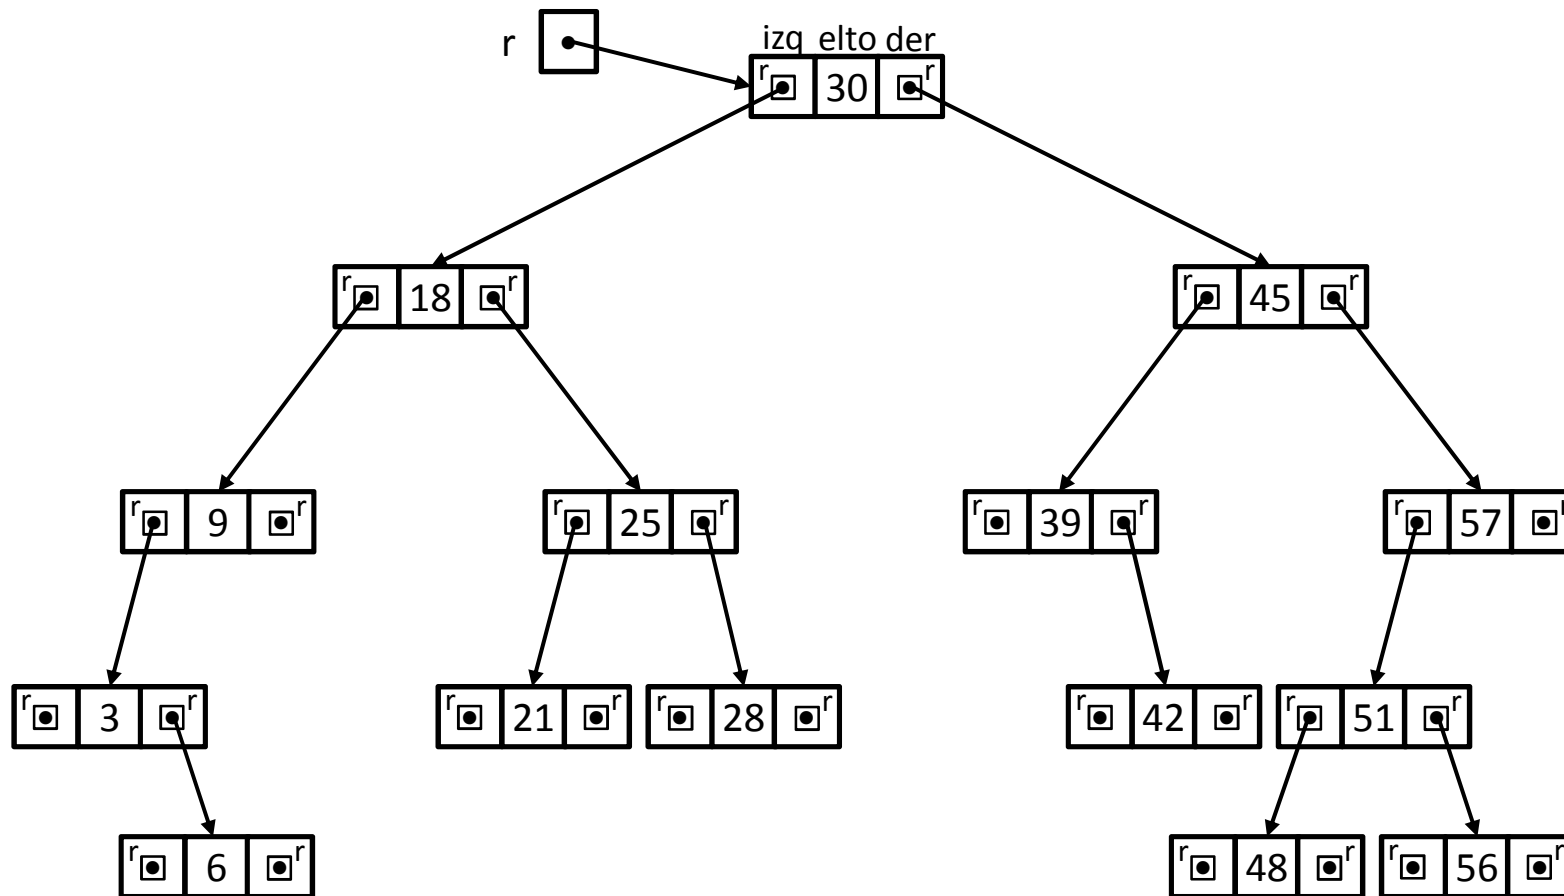 r
izq elto der
r 30 r
r 18 r
r 45 r
r 9 r
r 25 r
r 39 r
r 57 r
r 3 r
r 21 r
r 28 r
r 42 r
r 51 r
r 6 r
r 48 r
r 56 r